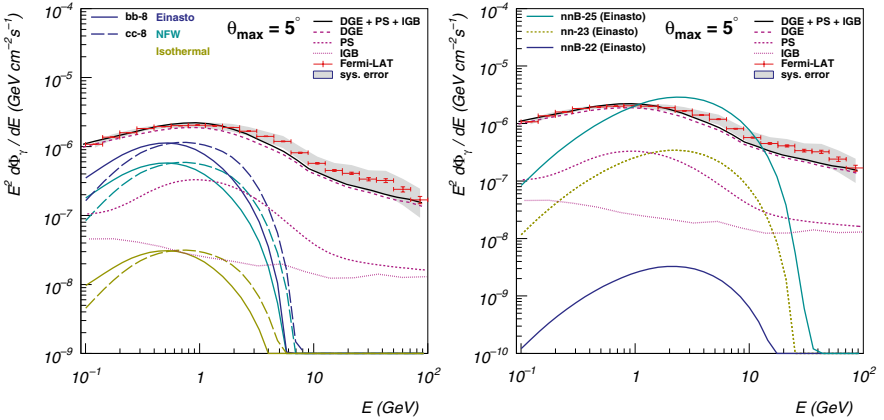 bb-8 Einasto
cc-8 NFW
Isothermal
θmax = 5°
DGE + PS + IGB
DGE
PS
IGB
Fermi-LAT
sys. error
E² dΦγ / dE (GeV cm⁻² s⁻¹)
10⁻⁴
10⁻⁵
10⁻⁶
10⁻⁷
10⁻⁸
10⁻⁹
10⁻¹ 1 10 10²
E (GeV)
nnB-25 (Einasto)
nn-23 (Einasto)
nnB-22 (Einasto)
θmax = 5°
DGE + PS + IGB
DGE
PS
IGB
Fermi-LAT
sys. error
E² dΦγ / dE (GeV cm⁻² s⁻¹)
10⁻⁴
10⁻⁵
10⁻⁶
10⁻⁷
10⁻⁸
10⁻⁹
10⁻¹⁰
10⁻¹ 1 10 10²
E (GeV)